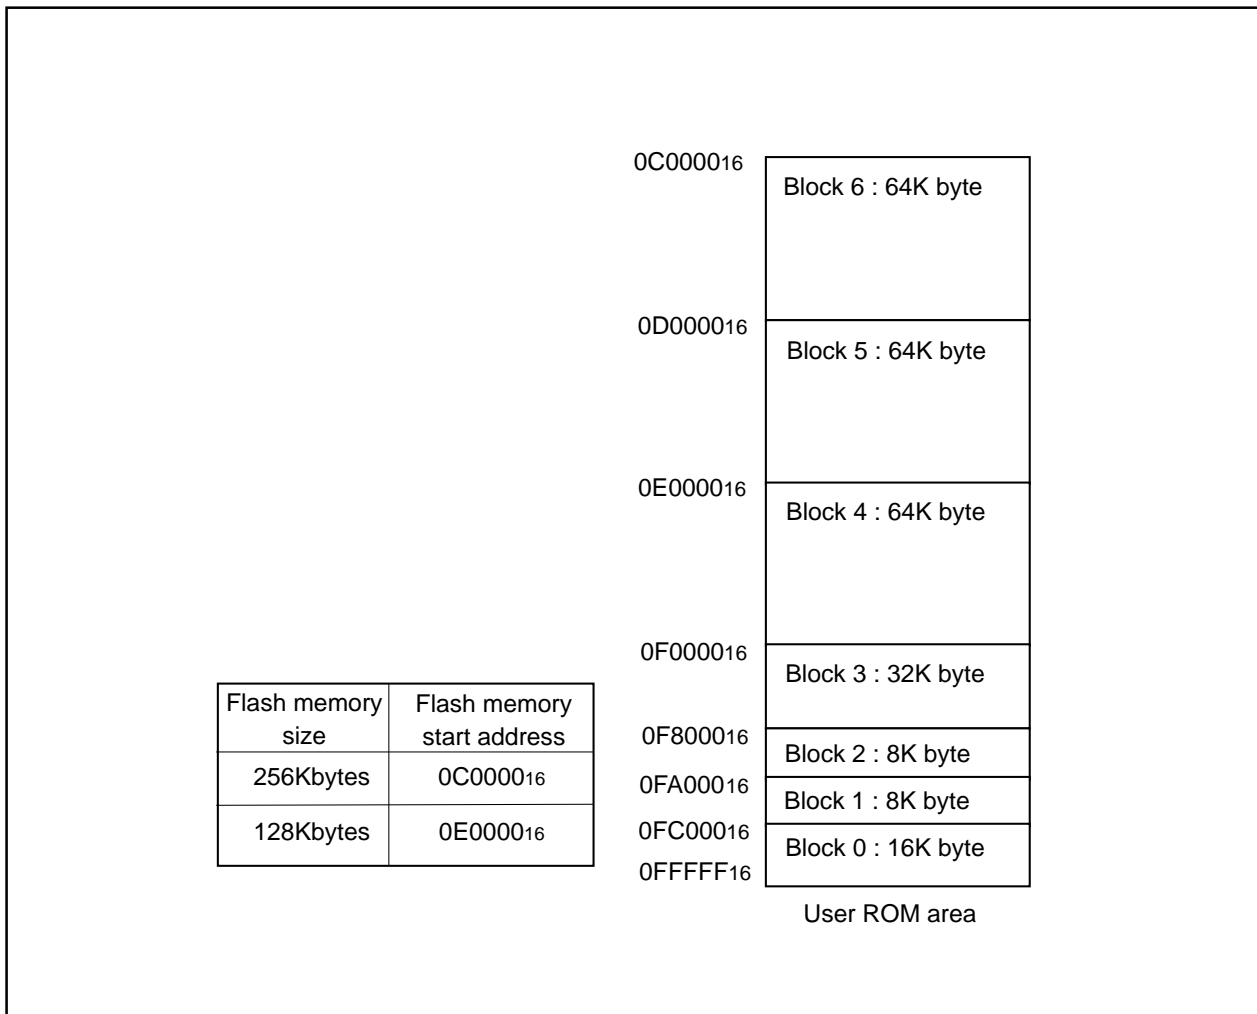 0C000016
Block 6 : 64K byte
0D000016
Block 5 : 64K byte
0E000016
Block 4 : 64K byte
0F000016
Block 3 : 32K byte
0F800016
Block 2 : 8K byte
0FA00016
Block 1 : 8K byte
0FC00016
Block 0 : 16K byte
0FFFFF16
User ROM area
Flash memory size
Flash memory start address
256Kbytes
0C000016
128Kbytes
0E000016